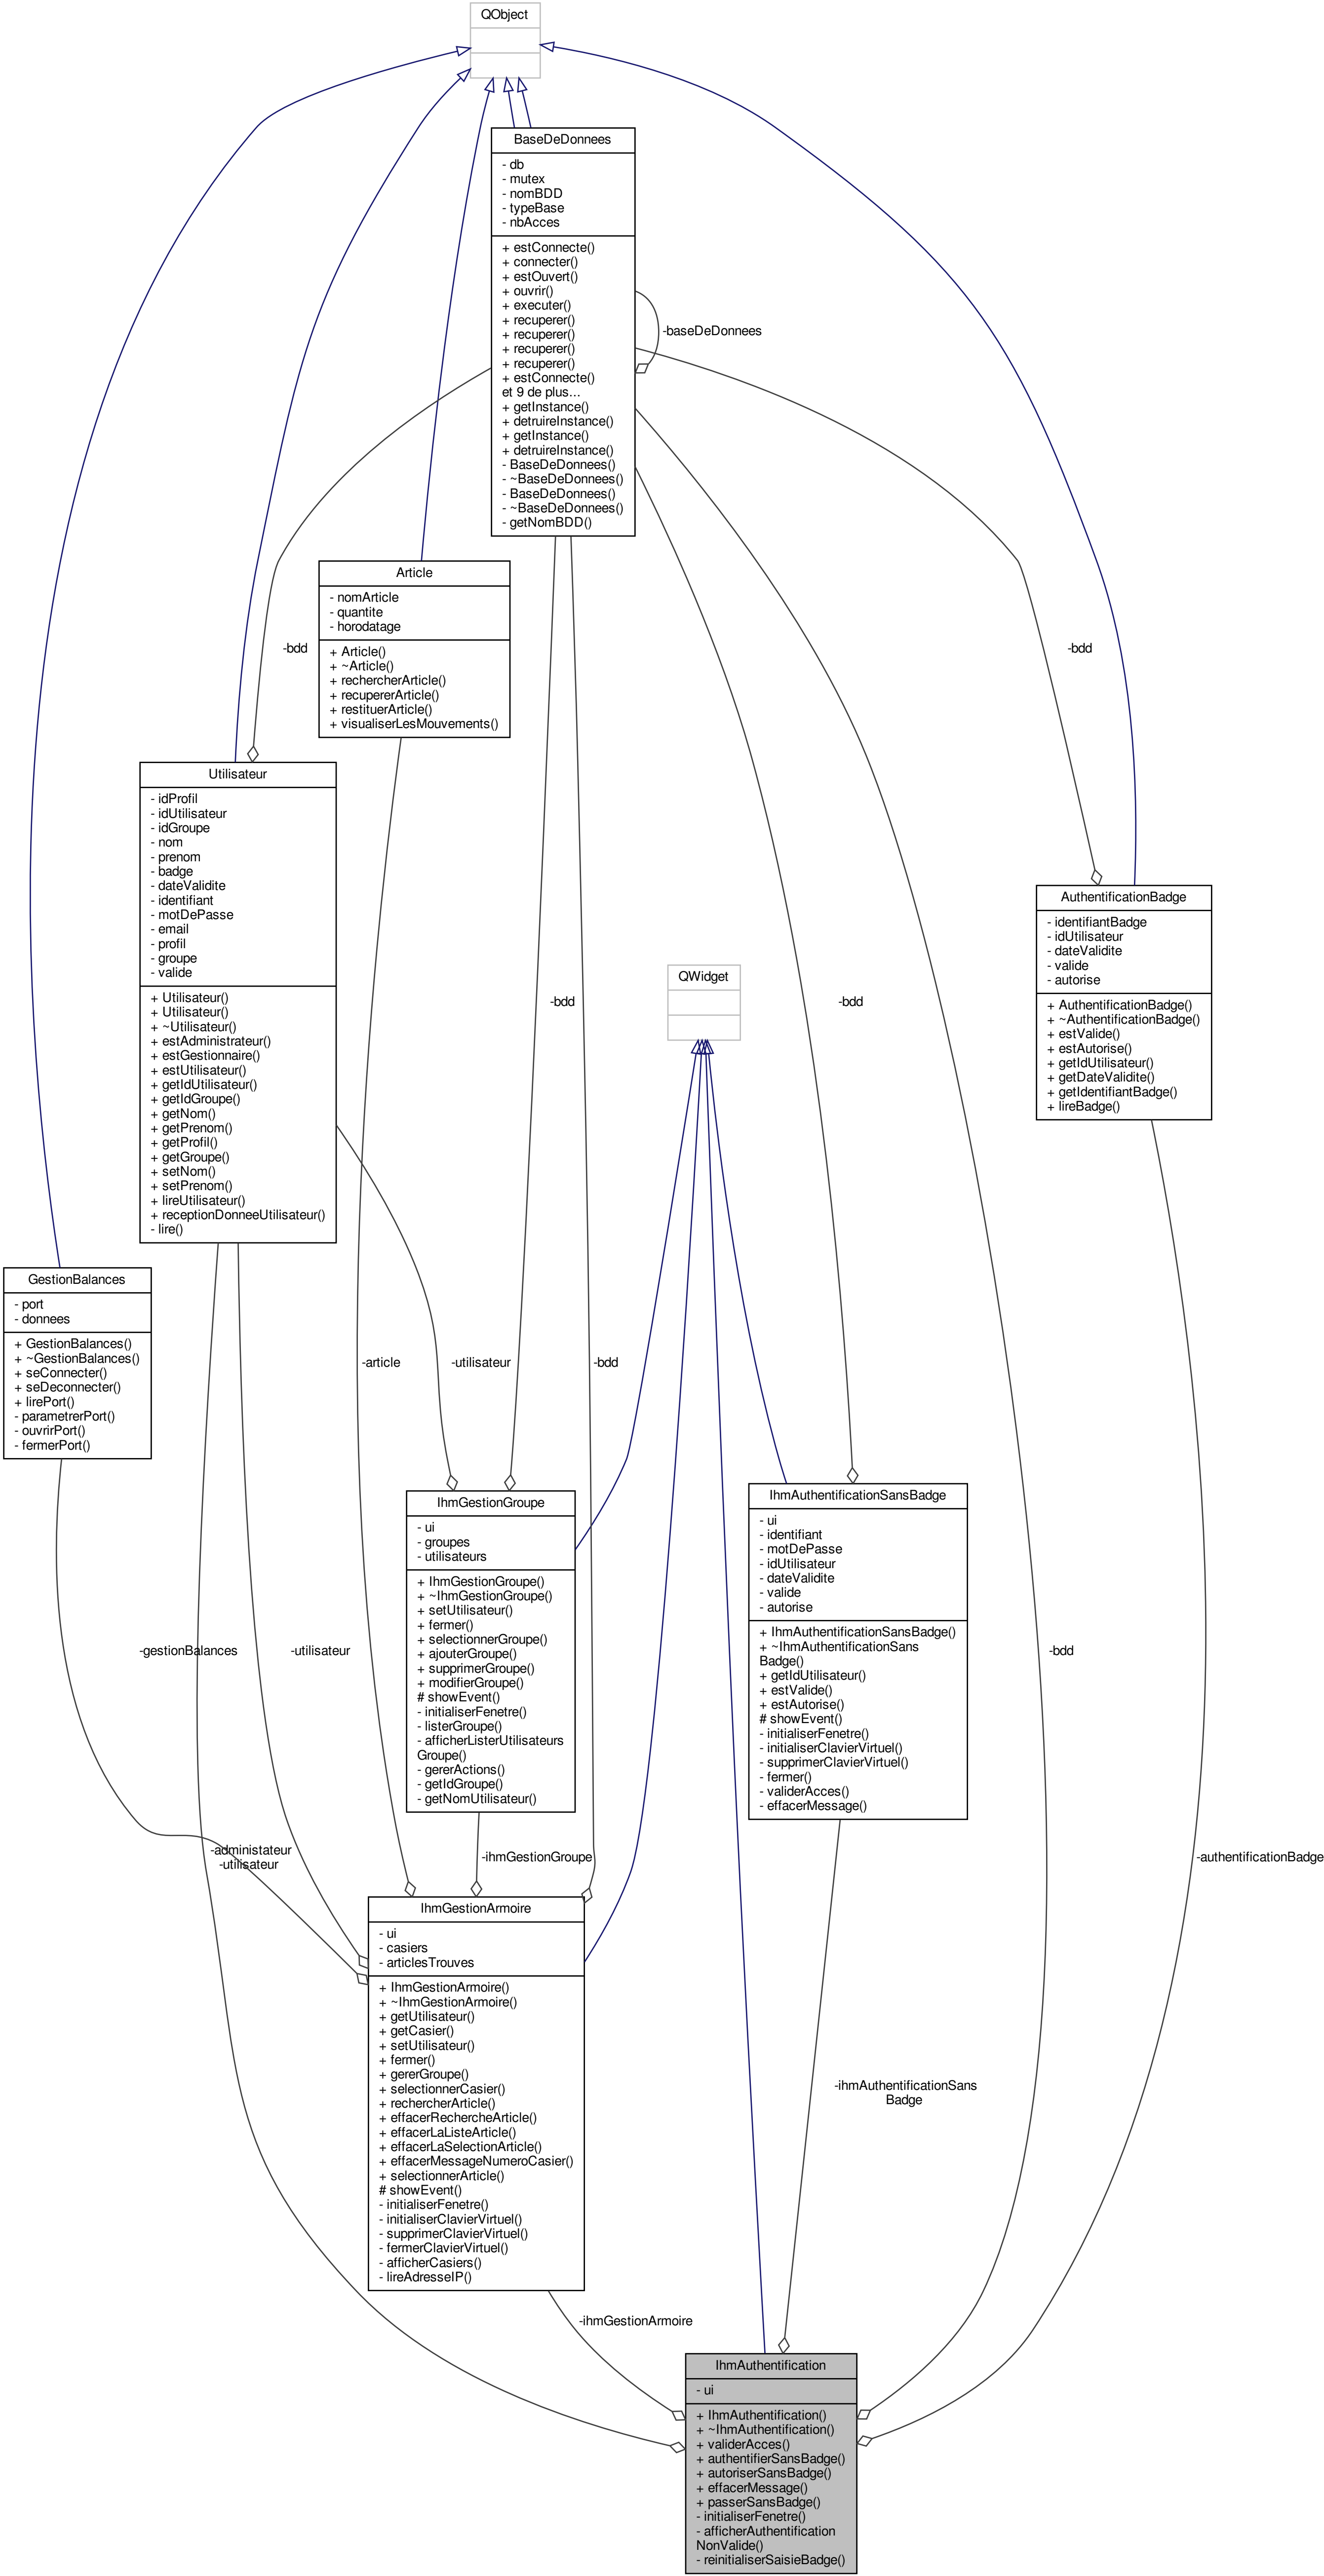 QObject
BaseDeDonnees
- db
- mutex
- nomBDD
- typeBase
- nbAcces
+ estConnecte()
+ connecter()
+ estOuvert()
+ ouvrir()
+ executer()
+ recuperer()
+ recuperer()
+ recuperer()
+ recuperer()
+ estConnecte()
et 9 de plus...
+ getInstance()
+ detruireInstance()
+ getInstance()
+ detruireInstance()
- BaseDeDonnees()
- ~BaseDeDonnees()
- BaseDeDonnees()
- ~BaseDeDonnees()
- getNomBDD()
-baseDeDonnees
Article
- nomArticle
- quantite
- horodatage
+ Article()
+ ~Article()
+ rechercherArticle()
+ recupererArticle()
+ restituerArticle()
+ visualiserLesMouvements()
-bdd
-bdd
Utilisateur
- idProfil
- idUtilisateur
- idGroupe
- nom
- prenom
- badge
- dateValidite
- identifiant
- motDePasse
- email
- profil
- groupe
- valide
+ Utilisateur()
+ Utilisateur()
+ ~Utilisateur()
+ estAdministrateur()
+ estGestionnaire()
+ estUtilisateur()
+ getIdUtilisateur()
+ getIdGroupe()
+ getNom()
+ getPrenom()
+ getProfil()
+ getGroupe()
+ setNom()
+ setPrenom()
+ lireUtilisateur()
+ receptionDonneeUtilisateur()
- lire()
AuthentificationBadge
- identifiantBadge
- idUtilisateur
- dateValidite
- valide
- autorise
+ AuthentificationBadge()
+ ~AuthentificationBadge()
+ estValide()
+ estAutorise()
+ getIdUtilisateur()
+ getDateValidite()
+ getIdentifiantBadge()
+ lireBadge()
QWidget
-bdd
-bdd
GestionBalances
- port
- donnees
+ GestionBalances()
+ ~GestionBalances()
+ seConnecter()
+ seDeconnecter()
+ lirePort()
- parametrerPort()
- ouvrirPort()
- fermerPort()
-article
-utilisateur
-bdd
IhmGestionGroupe
- ui
- groupes
- utilisateurs
+ IhmGestionGroupe()
+ ~IhmGestionGroupe()
+ setUtilisateur()
+ fermer()
+ selectionnerGroupe()
+ ajouterGroupe()
+ supprimerGroupe()
+ modifierGroupe()
# showEvent()
- initialiserFenetre()
- listerGroupe()
- afficherListerUtilisateurs
Groupe()
- gererActions()
- getIdGroupe()
- getNomUtilisateur()
IhmAuthentificationSansBadge
- ui
- identifiant
- motDePasse
- idUtilisateur
- dateValidite
- valide
- autorise
+ IhmAuthentificationSansBadge()
+ ~IhmAuthentificationSans
Badge()
+ getIdUtilisateur()
+ estValide()
+ estAutorise()
# showEvent()
- initialiserFenetre()
- initialiserClavierVirtuel()
- supprimerClavierVirtuel()
- fermer()
- validerAcces()
- effacerMessage()
-gestionBalances
-utilisateur
-bdd
-administateur
-utilisateur
-ihmGestionGroupe
-authentificationBadge
IhmGestionArmoire
- ui
- casiers
- articlesTrouves
+ IhmGestionArmoire()
+ ~IhmGestionArmoire()
+ getUtilisateur()
+ getCasier()
+ setUtilisateur()
+ fermer()
+ gererGroupe()
+ selectionnerCasier()
+ rechercherArticle()
+ effacerRechercheArticle()
+ effacerLaListeArticle()
+ effacerLaSelectionArticle()
+ effacerMessageNumeroCasier()
+ selectionnerArticle()
# showEvent()
- initialiserFenetre()
- initialiserClavierVirtuel()
- supprimerClavierVirtuel()
- fermerClavierVirtuel()
- afficherCasiers()
- lireAdresseIP()
-ihmAuthentificationSans
Badge
-ihmGestionArmoire
IhmAuthentification
- ui
+ IhmAuthentification()
+ ~IhmAuthentification()
+ validerAcces()
+ authentifierSansBadge()
+ autoriserSansBadge()
+ effacerMessage()
+ passerSansBadge()
- initialiserFenetre()
- afficherAuthentification
NonValide()
- reinitialiserSaisieBadge()